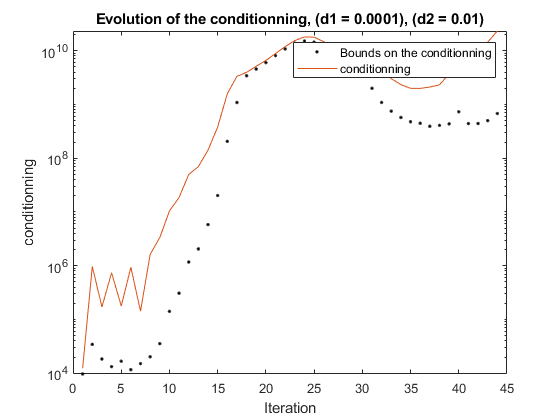 Evolution of the conditionning, (d1 = 0.0001), (d2 = 0.01)
10^10
Bounds on the conditionning
conditionning
10^8
conditionning
10^6
10^4
0 5 10 15 20 25 30 35 40 45
Iteration